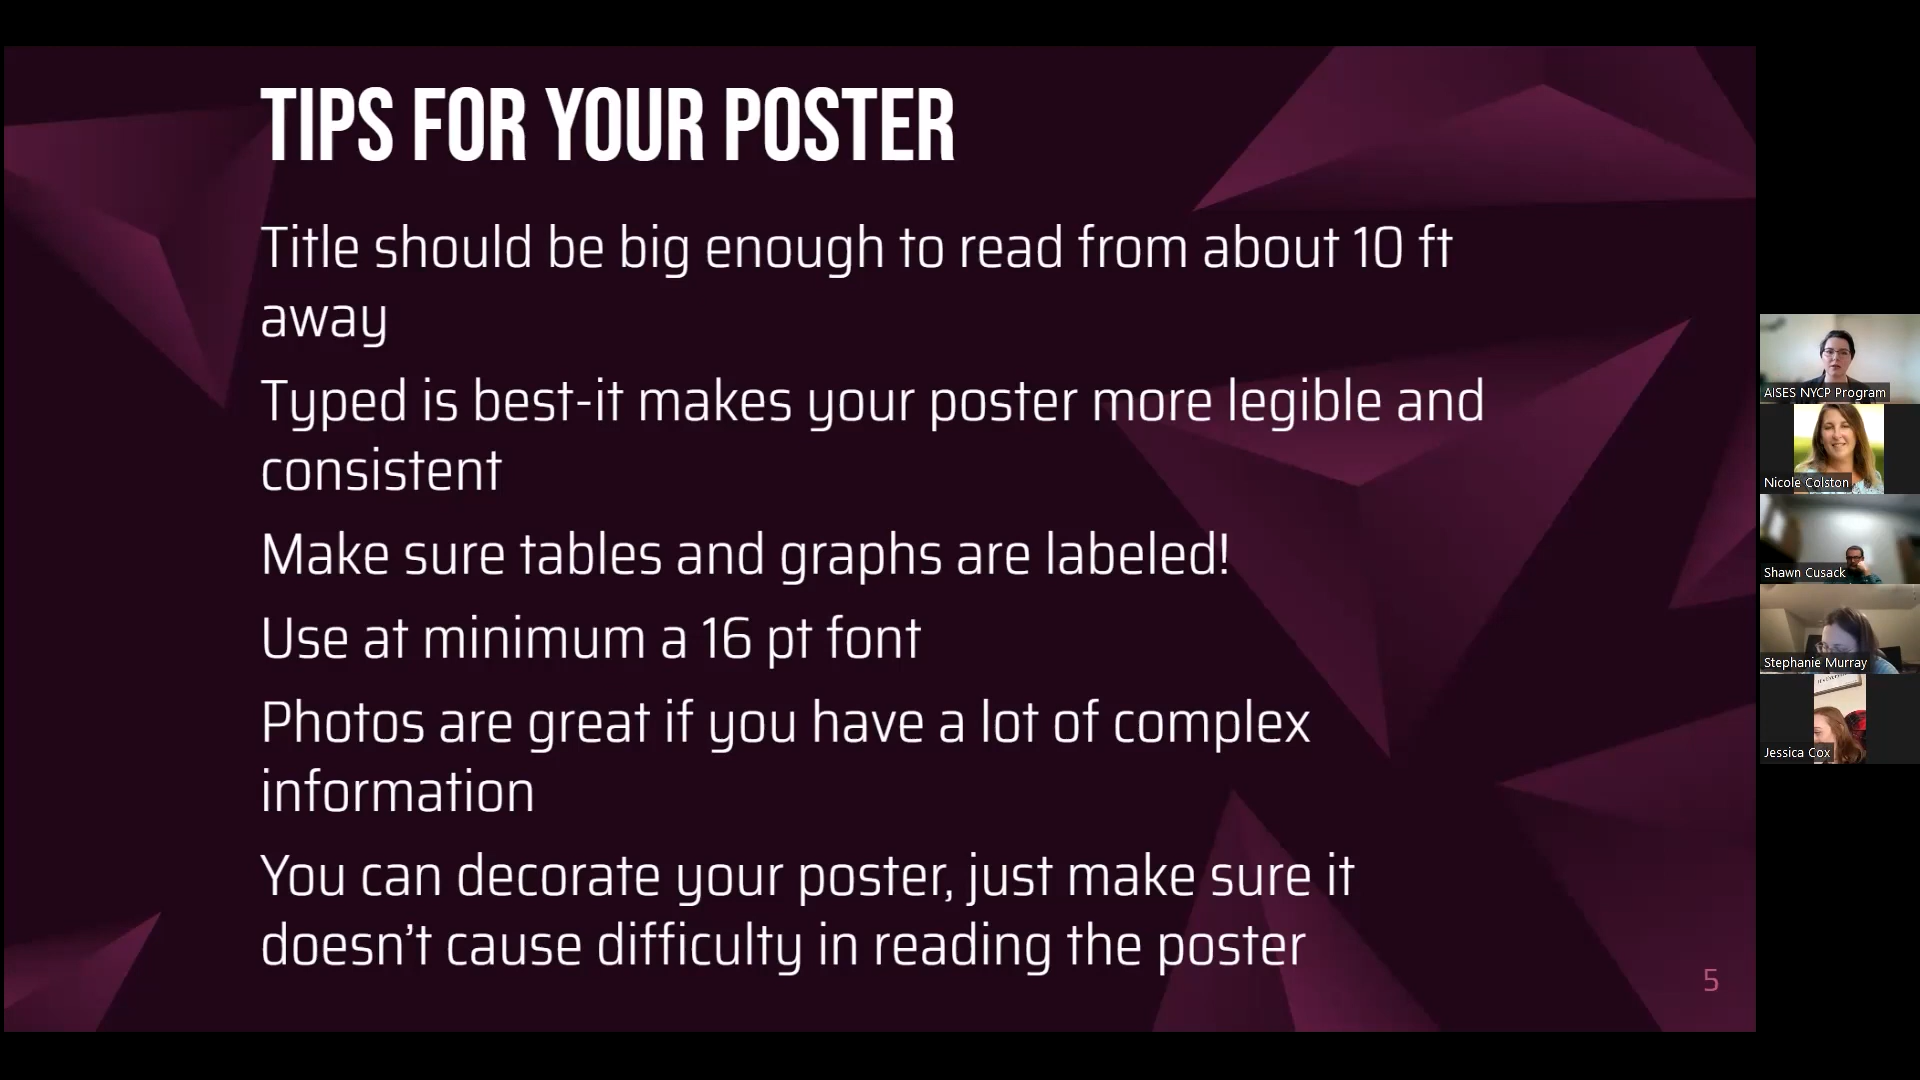 TIPS FOR YOUR POSTER
Title should be big enough to read from about 10 ft
away
Typed is best-it makes your poster more legible and
consistent
Make sure tables and graphs are labeled!
Use at minimum a 16 pt font
Photos are great if you have a lot of complex
information
You can decorate your poster, just make sure it
doesn't cause difficulty in reading the poster
5
AISES NYCP Program
Nicole Colston
Shawn Cusack
Stephanie Murray
Jessica Cox